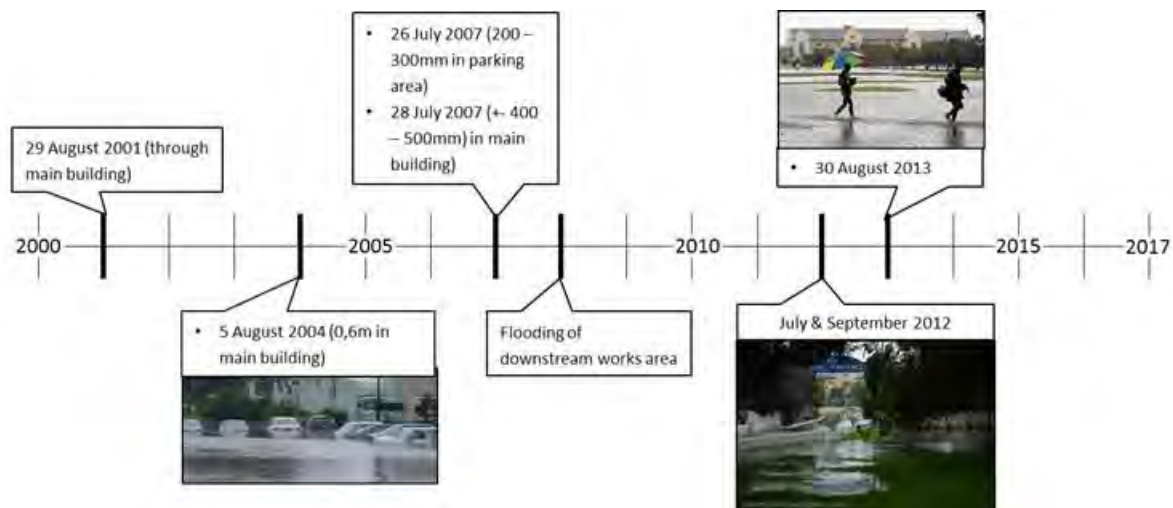 • 26 July 2007 (200 –
300mm in parking
area)
• 28 July 2007 (+- 400
– 500mm) in main
building)
29 August 2001 (through
main building)
• 30 August 2013
2000
2005
2010
2015
2017
• 5 August 2004 (0,6m in
main building)
Flooding of
downstream works area
July & September 2012